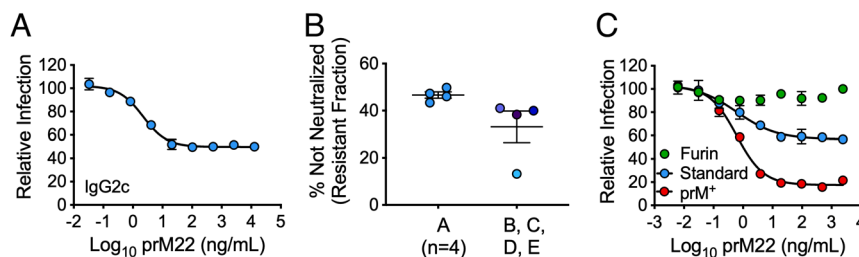 A
Relative Infection
120
100
80
60
40
20
0
IgG2c
-2 -1 0 1 2 3 4 5
Log10 prM22 (ng/mL)
B
% Not Neutralized
(Resistant Fraction)
60
40
20
0
A
(n=4)
B, C,
D, E
C
Relative Infection
120
100
80
60
40
20
0
Furin
Standard
prM+
-3 -2 -1 0 1 2 3 4
Log10 prM22 (ng/mL)